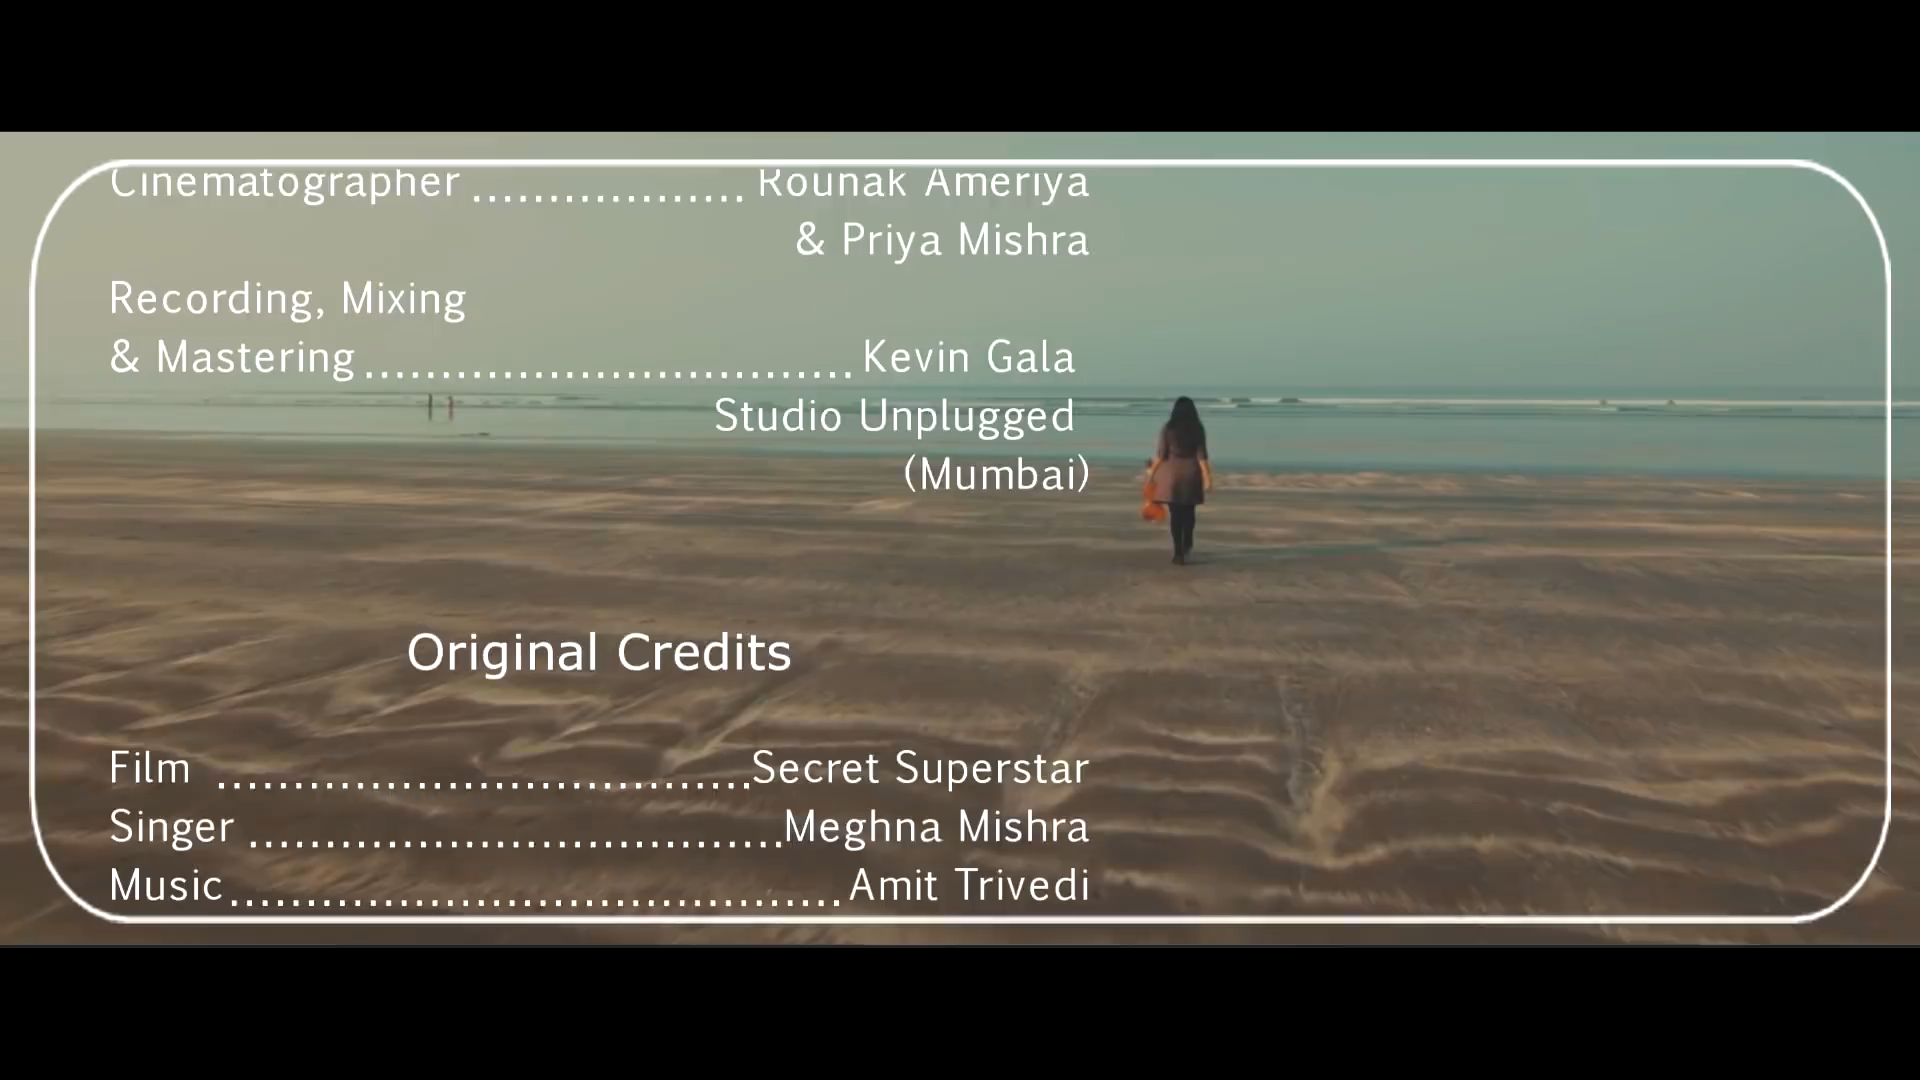 Cinematographer .................. Rounak Ameriya
& Priya Mishra
Recording, Mixing
& Mastering ................................ Kevin Gala
Studio Unplugged
(Mumbai)
Original Credits
Film ...................................Secret Superstar
Singer ...................................Meghna Mishra
Music ........................................ Amit Trivedi